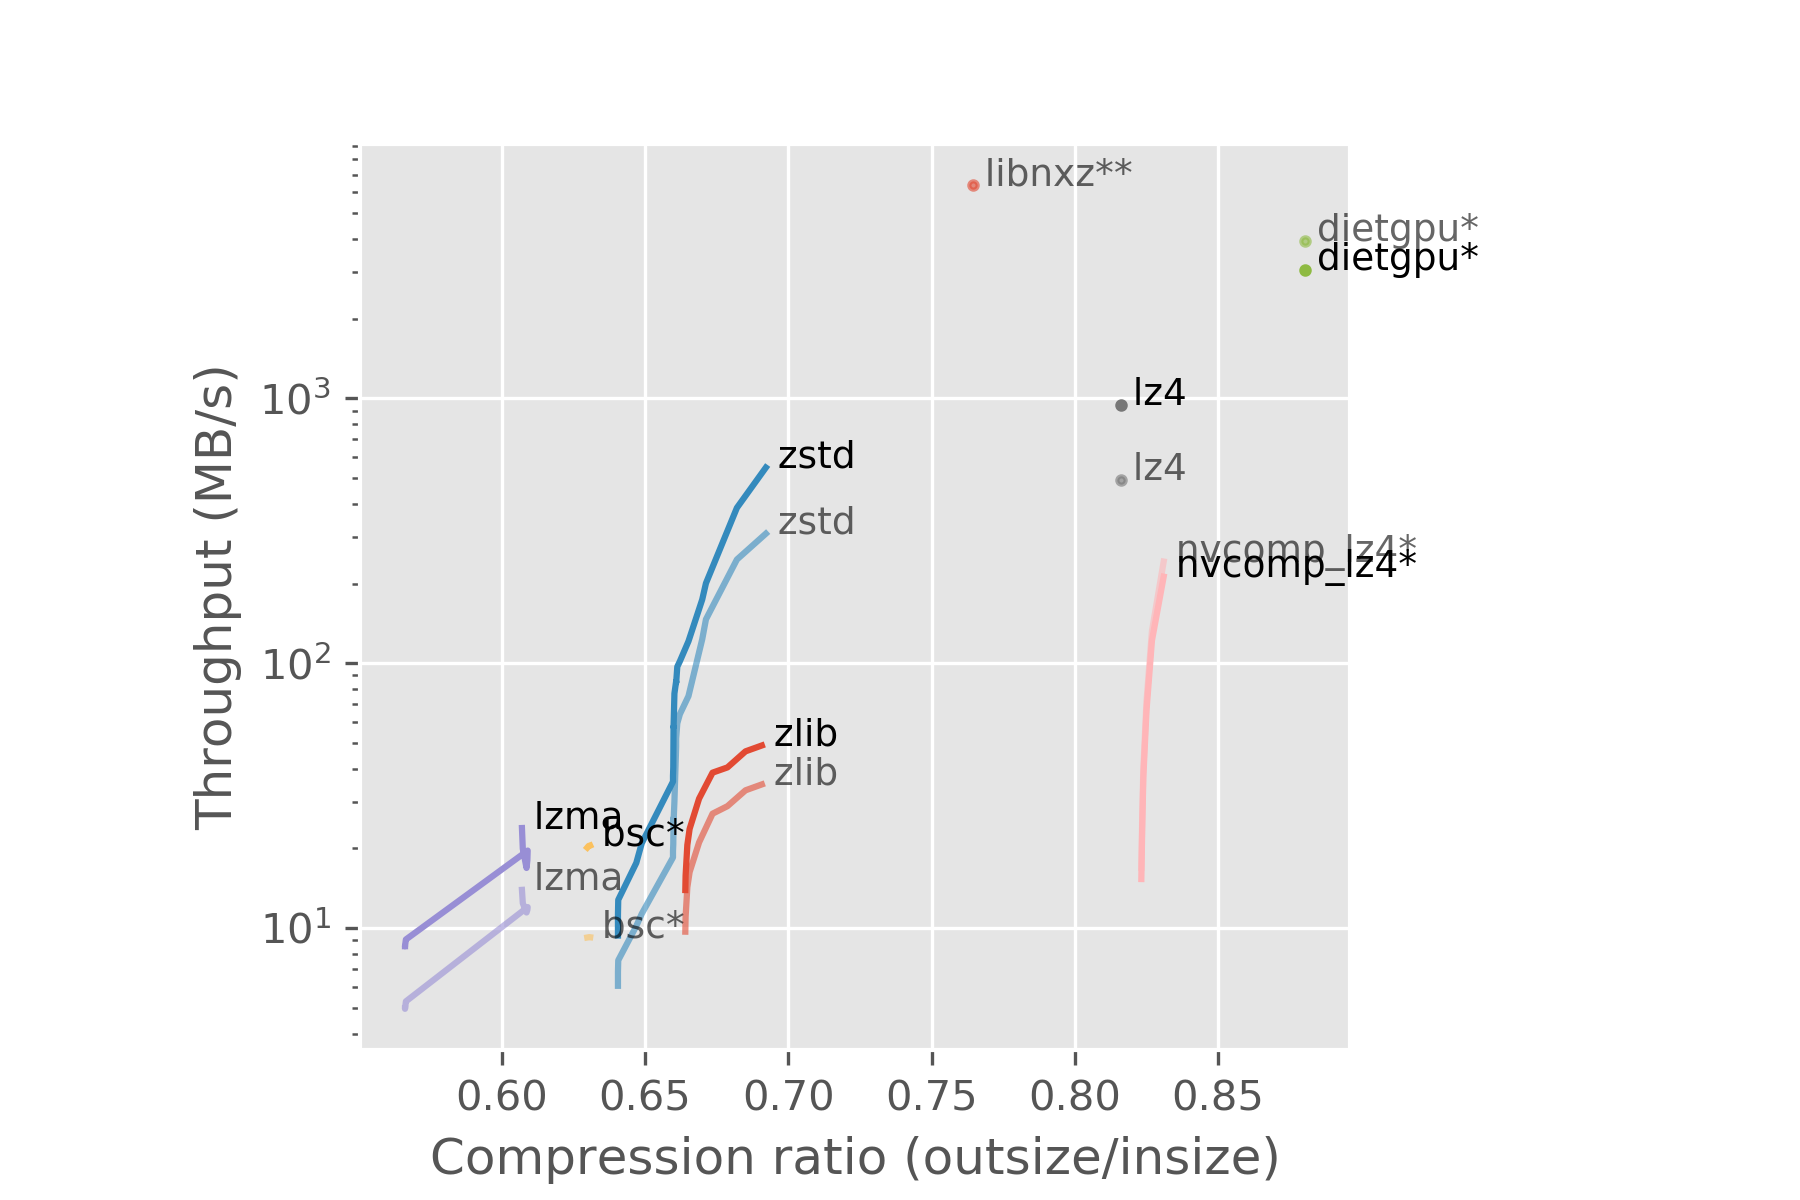 libnxz**
dietgpu*
dietgpu*
lz4
lz4
zstd
zstd
nvcomp_lz4*
nvcomp_lz4*
zlib
zlib
lzma
bsc*
lzma
bsc*
10³
10²
10¹
Throughput (MB/s)
0.60 0.65 0.70 0.75 0.80 0.85
Compression ratio (outsize/insize)